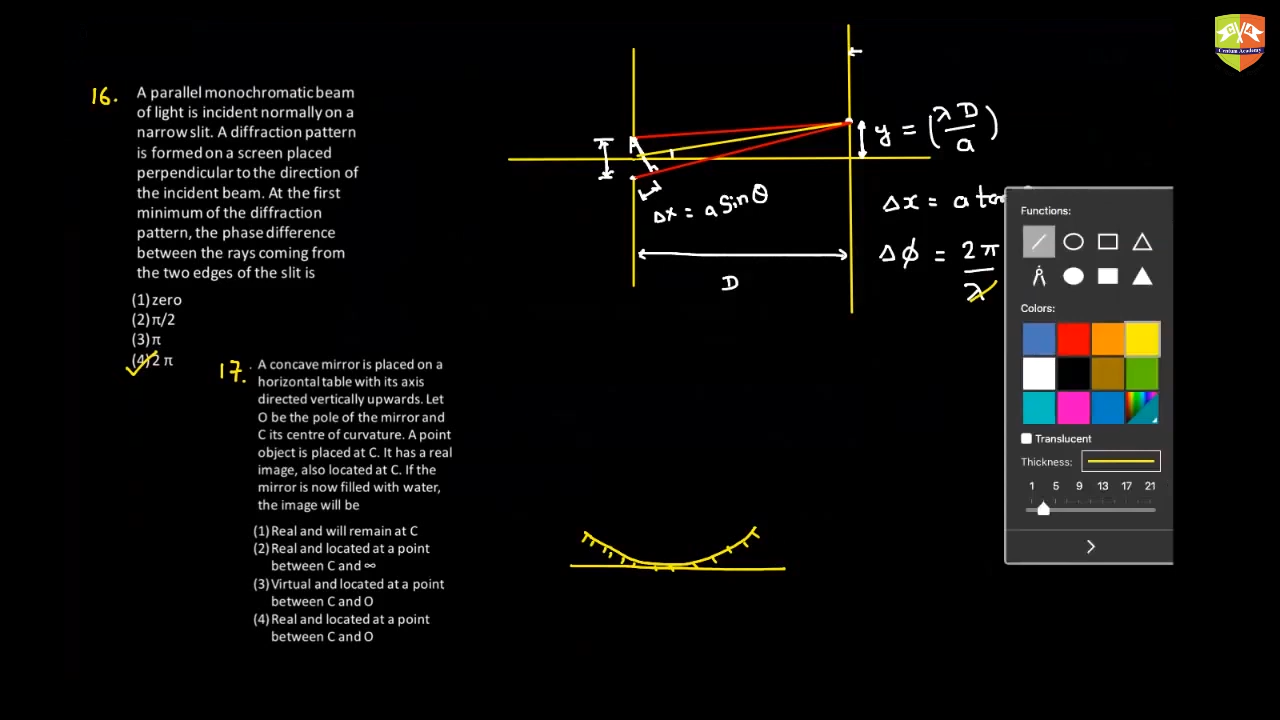 16.
A parallel monochromatic beam
of light is incident normally on a
narrow slit. A diffraction pattern
is formed on a screen placed
perpendicular to the direction of
the incident beam. At the first
minimum of the diffraction
pattern, the phase difference
between the rays coming from
the two edges of the slit is
(1) zero
(2) π/2
(3) π
(4) 2 π
17.
A concave mirror is placed on a
horizontal table with its axis
directed vertically upwards. Let
O be the pole of the mirror and
C its centre of curvature. A point
object is placed at C. It has a real
image, also located at C. If the
mirror is now filled with water,
the image will be
(1) Real and will remain at C
(2) Real and located at a point
between C and ∞
(3) Virtual and located at a point
between C and O
(4) Real and located at a point
between C and O
y = (λD/a)
Δx = a Sinθ
Δx = a
Δφ = 2π/λ
D
Centum Academy
Functions:
Colors:
Translucent
Thickness:
1 5 9 13 17 21